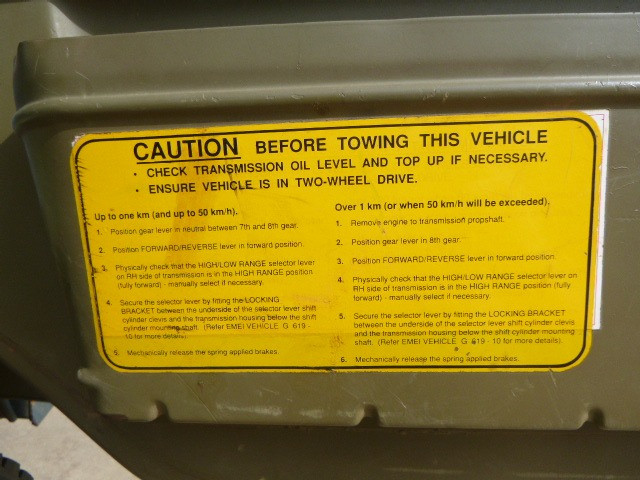 CAUTION BEFORE TOWING THIS VEHICLE
• CHECK TRANSMISSION OIL LEVEL AND TOP UP IF NECESSARY.
• ENSURE VEHICLE IS IN TWO-WHEEL DRIVE.
Up to one km (and up to 50 km/h).
1. Position gear lever in neutral between 7th and 8th gear.
2. Position FORWARD/REVERSE lever in forward position.
3. Physically check that the HIGH/LOW RANGE selector lever
on RH side of transmission is in the HIGH RANGE position
(fully) - manually select if necessary.
4. Secure the selector lever by fitting the LOCKING
BRACKET between the underside of the selector lever shift
cylinder clevis and the transmission housing below the shift
cylinder mounting shaft. (Refer EMEI VEHICLE G 619 -
10 for more details).
5. Mechanically release the spring applied brakes.
Over 1 km (or when 50 km/h will be exceeded).
1. Remove engine to transmission propshaft.
2. Position gear lever in 8th gear.
3. Position FORWARD/REVERSE lever in forward position.
4. Physically check that the HIGH/LOW RANGE selector lever on
RH side of transmission is in the HIGH RANGE position (fully
forward) - manually select if necessary.
5. Secure the selector lever by fitting the LOCKING BRACKET
between the underside of the selector lever shift cylinder clevis
and the transmission housing below the shift cylinder mounting
shaft. (Refer EMEI VEHICLE G 619 - 10 for more details).
6. Mechanically release the spring applied brakes.